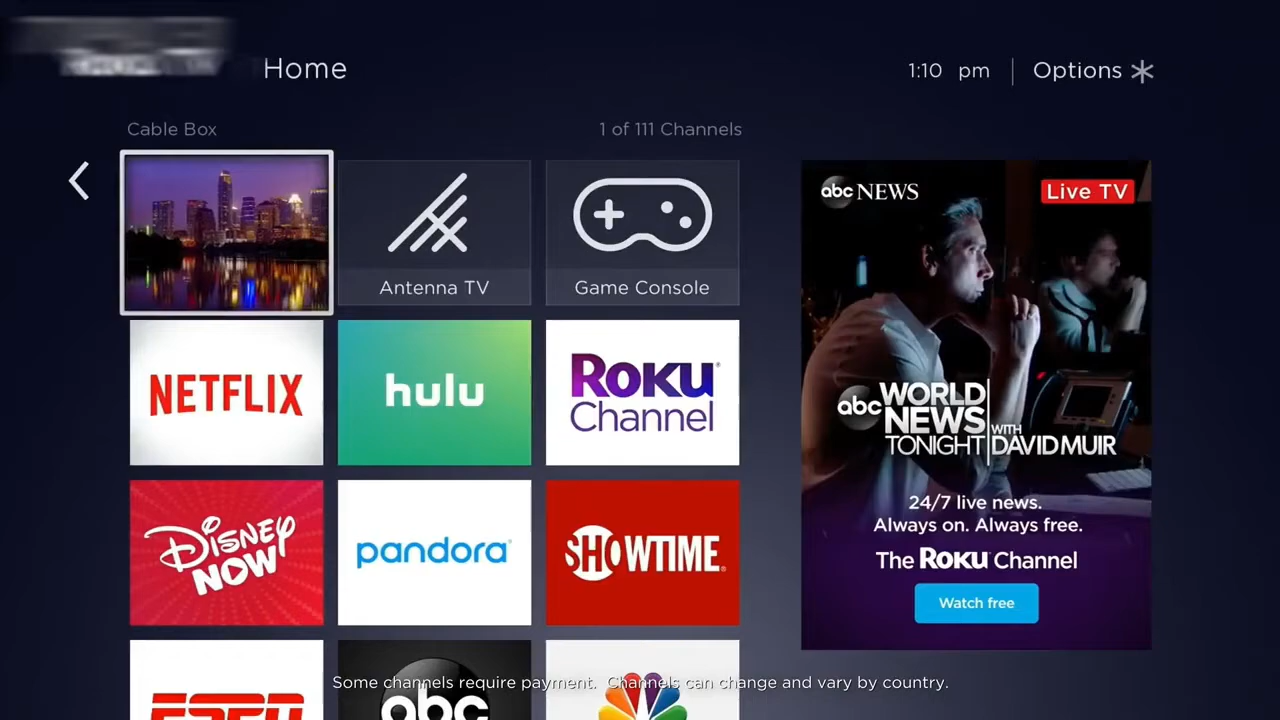 Home
1:10 pm
Options
Cable Box
1 of 111 Channels
Antenna TV
Game Console
abc NEWS
Live TV
NETFLIX
hulu
Roku
Channel
abc WORLD
NEWS
TONIGHT
WITH
DAVID MUIR
24/7 live news.
Always on. Always free.
The Roku Channel
Watch free
Disney
NOW
pandora
SHOWTIME
ESPN
abc
Some channels require payment. Channels can change and vary by country.